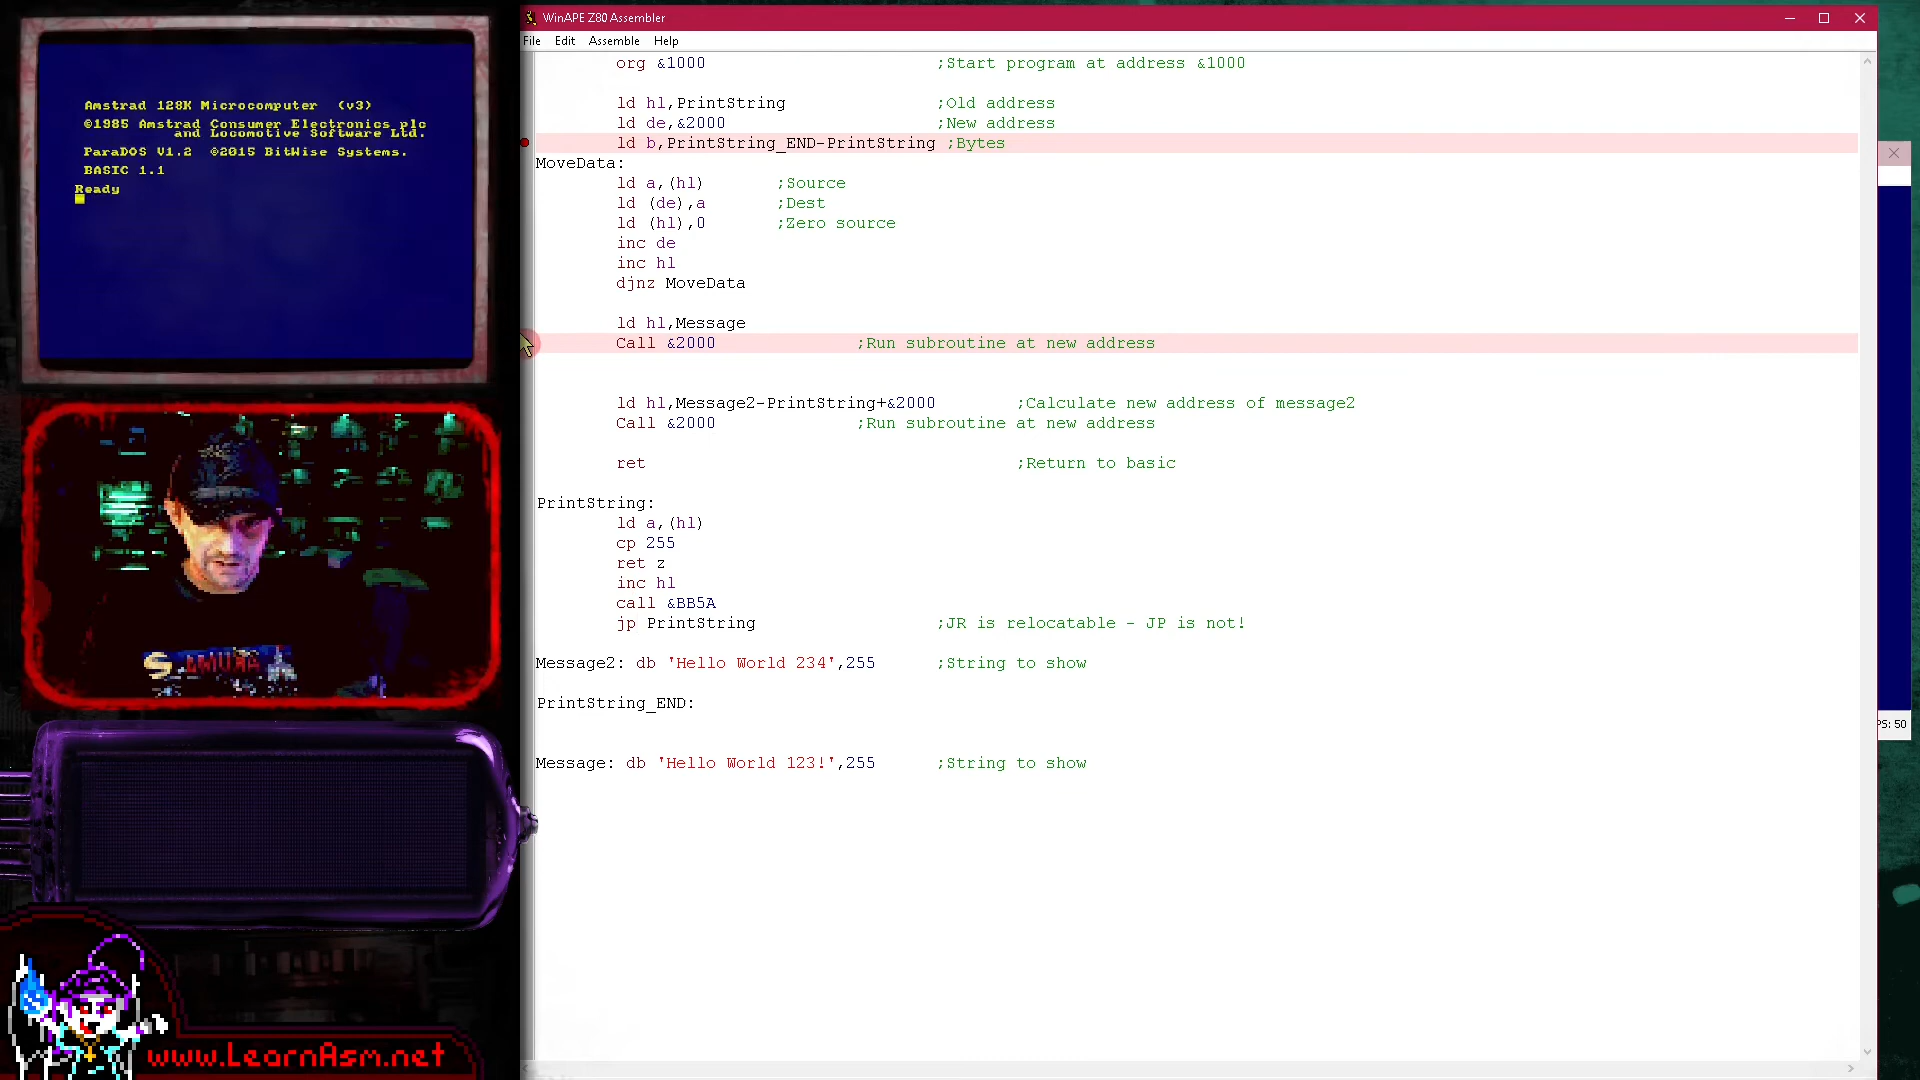 WinAPE Z80 Assembler
File Edit Assemble Help
org &1000 ;Start program at address &1000
ld hl,PrintString ;Old address
ld de,&2000 ;New address
ld b,PrintString_END-PrintString ;Bytes
MoveData:
ld a,(hl) ;Source
ld (de),a ;Dest
ld (hl),0 ;Zero source
inc de
inc hl
djnz MoveData
ld hl,Message
Call &2000 ;Run subroutine at new address
ld hl,Message2-PrintString+&2000 ;Calculate new address of message2
Call &2000 ;Run subroutine at new address
ret ;Return to basic
PrintString:
ld a,(hl)
cp 255
ret z
inc hl
call &BB5A
jp PrintString ;JR is relocatable - JP is not!
Message2: db 'Hello World 234',255 ;String to show
PrintString_END:
Message: db 'Hello World 123!',255 ;String to show
Amstrad 128K Microcomputer (v3)
©1985 Amstrad Consumer Electronics plc
and Locomotive Software Ltd.
ParaDOS V1.2 ©2015 BitWise Systems.
BASIC 1.1
Ready
PS: 50
www.LearnAsm.net